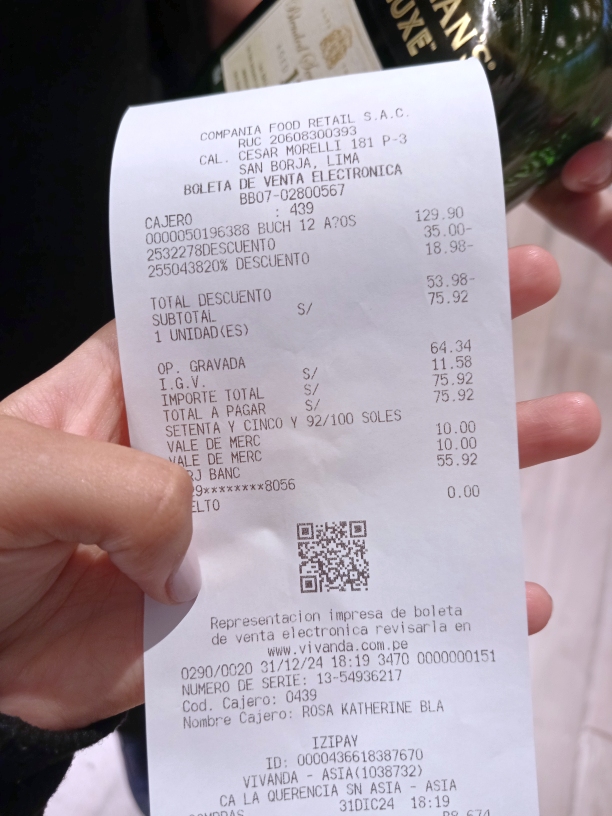 AN'S
UXE
Blended S
COMPANIA FOOD RETAIL S.A.C.
RUC 20608300393
CAL. CESAR MORELLI 181 P-3
SAN BORJA, LIMA
BOLETA DE VENTA ELECTRONICA
BB07-02800567
CAJERO : 439
0000050196388 BUCH 12 A?OS 129.90
2532278DESCUENTO 35.00-
255043820% DESCUENTO 18.98-
TOTAL DESCUENTO 53.98-
SUBTOTAL S/ 75.92
1 UNIDAD(ES)
OP. GRAVADA 64.34
I.G.V. S/ 11.58
IMPORTE TOTAL S/ 75.92
TOTAL A PAGAR S/ 75.92
SETENTA Y CINCO Y 92/100 SOLES
VALE DE MERC 10.00
VALE DE MERC 10.00
RJ BANC 55.92
29********8056
ELTO 0.00
Representacion impresa de boleta
de venta electronica revisarla en
www.vivanda.com.pe
0290/0020 31/12/24 18:19 3470 0000000151
NUMERO DE SERIE: 13-54936217
Cod. Cajero: 0439
Nombre Cajero: ROSA KATHERINE BLA
IZIPAY
ID: 0000436618387670
VIVANDA - ASIA(1038732)
CA LA QUERENCIA SN ASIA - ASIA
31DIC24 18:19